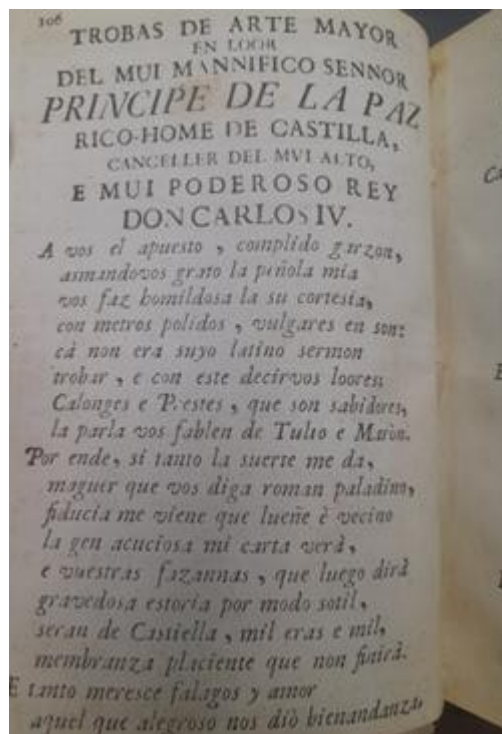 106
TROBAS DE ARTE MAYOR
EN LOOR
DEL MUI MANNIFICO SENNOR
PRINCIPE DE LA PAZ
RICO-HOME DE CASTILLA,
CANCELLER DEL MVI ALTO,
E MUI PODEROSO REY
DON CARLOS IV.
A vos el apuesto, complido garzon,
asmandovos grato la peñola mia
vos faz homildosa la su cortesía,
con metros polidos, vulgares en son:
cá non era suyo latino sermon
trobar, e con este decirvos loores:
Calonges e Prestes, que son sabidores,
la parla vos fablen de Tulio e Maròn.
Por ende, si tanto la suerte me da,
maguer que vos diga roman paladino,
fiducia me viene que lueñe è vecino
la gen acuciosa mi carta verà,
e vuestras fazannas, que luego dirà
gravedosa estoria por modo sotil,
seran de Castiella, mil eras e mil,
membranza placiente que non finirà.
E tanto meresce falagos y amor
aquel que alegroso nos diò bienandanza,